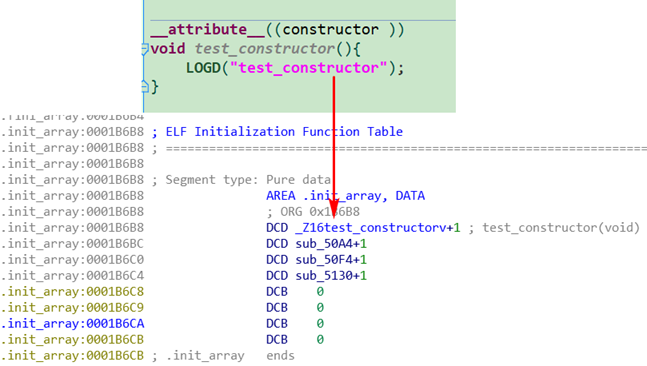 __attribute__((constructor ))
void test_constructor(){
LOGD("test_constructor");
}
.init_array:0001B6B8 ; ELF Initialization Function Table
.init_array:0001B6B8 ; ===================================================================
.init_array:0001B6B8
.init_array:0001B6B8 ; Segment type: Pure data
.init_array:0001B6B8 AREA .init_array, DATA
.init_array:0001B6B8 ; ORG 0x1B6B8
.init_array:0001B6B8 DCD _Z16test_constructorv+1 ; test_constructor(void)
.init_array:0001B6BC DCD sub_50A4+1
.init_array:0001B6C0 DCD sub_50F4+1
.init_array:0001B6C4 DCD sub_5130+1
.init_array:0001B6C8 DCB 0
.init_array:0001B6C9 DCB 0
.init_array:0001B6CA DCB 0
.init_array:0001B6CB DCB 0
.init_array:0001B6CB ; .init_array ends